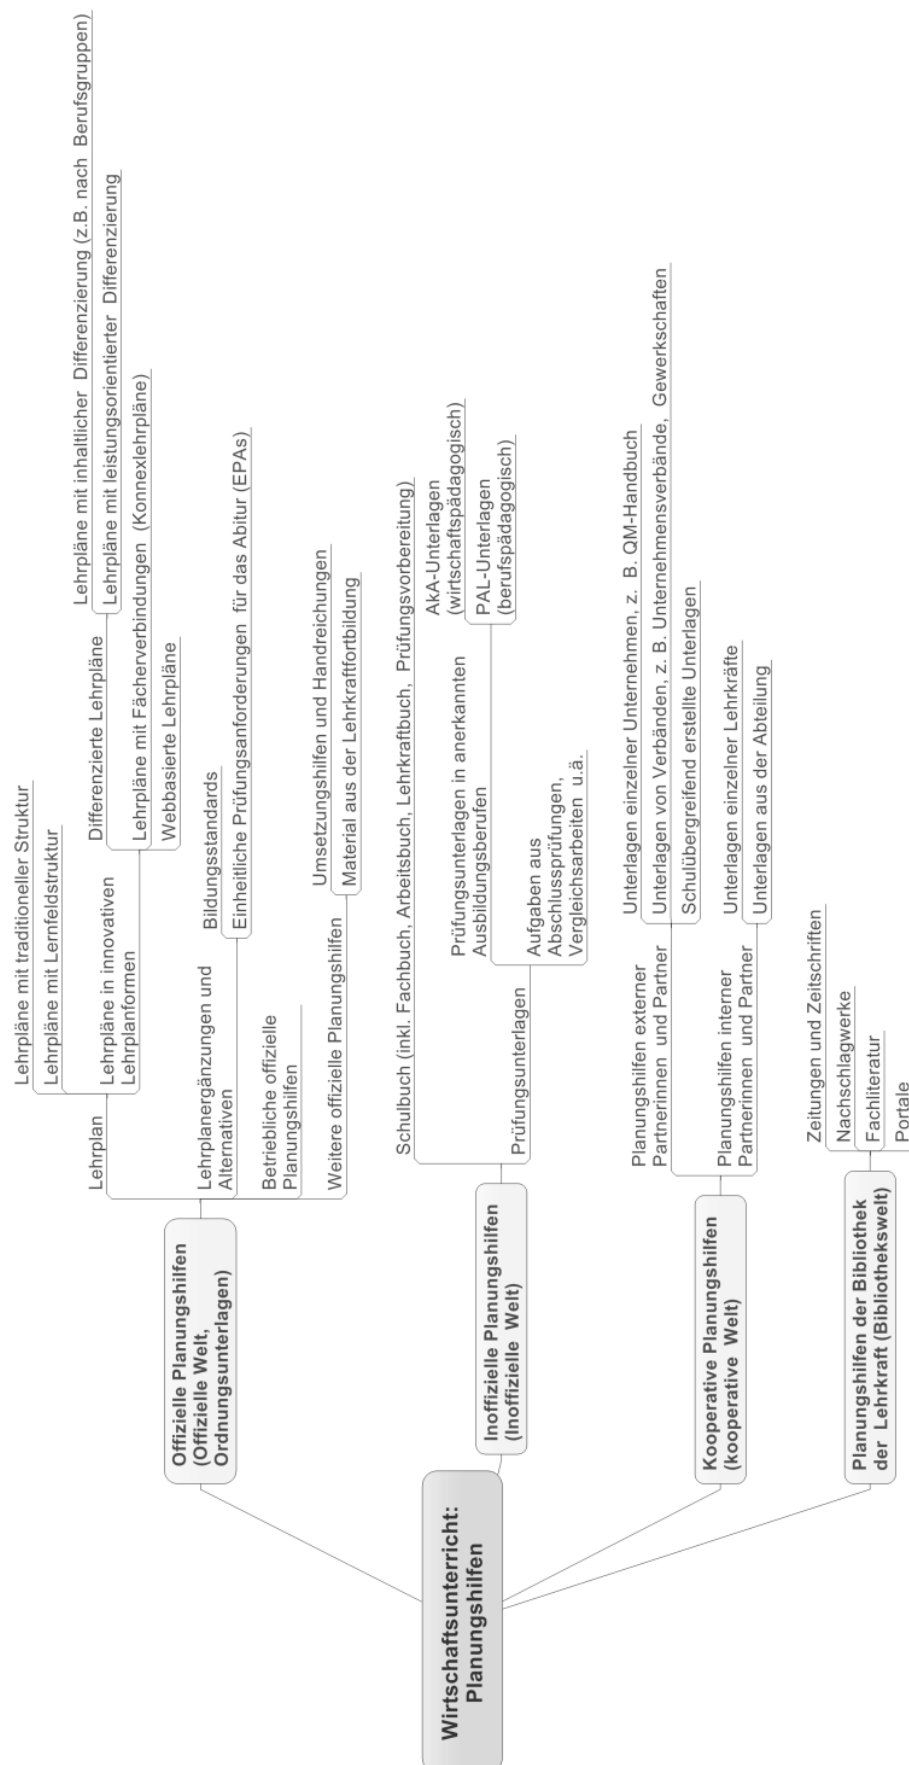 Wirtschaftsunterricht:
Planungshilfen
Offizielle Planungshilfen
(Offizielle Welt,
Ordnungsunterlagen)
Lehrplan
Lehrpläne mit traditioneller Struktur
Lehrpläne mit Lernfeldstruktur
Lehrpläne in innovativen
Lehrplanformen
Differenzierte Lehrpläne
Lehrpläne mit inhaltlicher Differenzierung (z.B. nach Berufsgruppen)
Lehrpläne mit leistungsorientierter Differenzierung
Lehrpläne mit Fächerverbindungen (Konnexlehrpläne)
Webbasierte Lehrpläne
Lehrplanergänzungen und
Alternativen
Bildungsstandards
Einheitliche Prüfungsanforderungen für das Abitur (EPAs)
Betriebliche offizielle
Planungshilfen
Weitere offizielle Planungshilfen
Umsetzungshilfen und Handreichungen
Material aus der Lehrkraftfortbildung
Inoffizielle Planungshilfen
(Inoffizielle Welt)
Schulbuch (inkl. Fachbuch, Arbeitsbuch, Lehrkraftbuch, Prüfungsvorbereitung)
Prüfungsunterlagen
Prüfungsunterlagen in anerkannten
Ausbildungsberufen
AkA-Unterlagen
(wirtschaftspädagogisch)
PAL-Unterlagen
(berufspädagogisch)
Aufgaben aus
Abschlussprüfungen,
Vergleichsarbeiten u.ä.
Kooperative Planungshilfen
(kooperative Welt)
Planungshilfen externer
Partnerinnen und Partner
Unterlagen einzelner Unternehmen, z. B. QM-Handbuch
Unterlagen von Verbänden, z. B. Unternehmensverbände, Gewerkschaften
Schulübergreifend erstellte Unterlagen
Planungshilfen interner
Partnerinnen und Partner
Unterlagen einzelner Lehrkräfte
Unterlagen aus der Abteilung
Planungshilfen der Bibliothek
der Lehrkraft (Bibliothekswelt)
Zeitungen und Zeitschriften
Nachschlagwerke
Fachliteratur
Portale